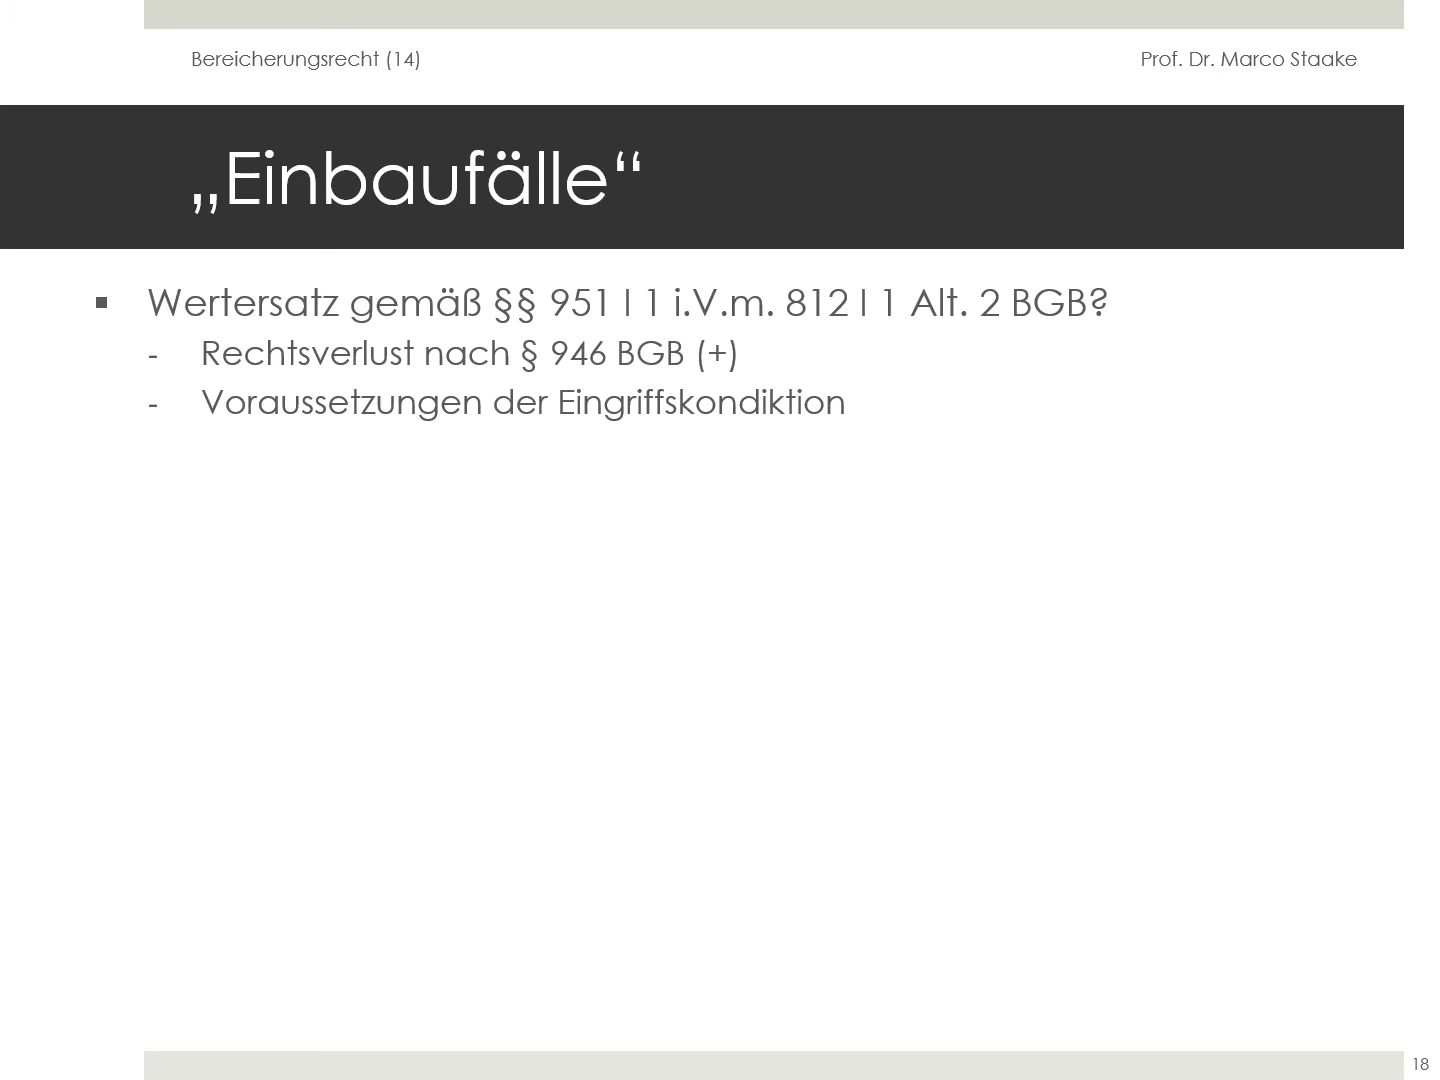 Bereicherungsrecht (14)
Prof. Dr. Marco Staake
„Einbaufälle“
▪ Wertersatz gemäß §§ 951 I 1 i.V.m. 812 I 1 Alt. 2 BGB?
- Rechtsverlust nach § 946 BGB (+)
- Voraussetzungen der Eingriffskondiktion
18